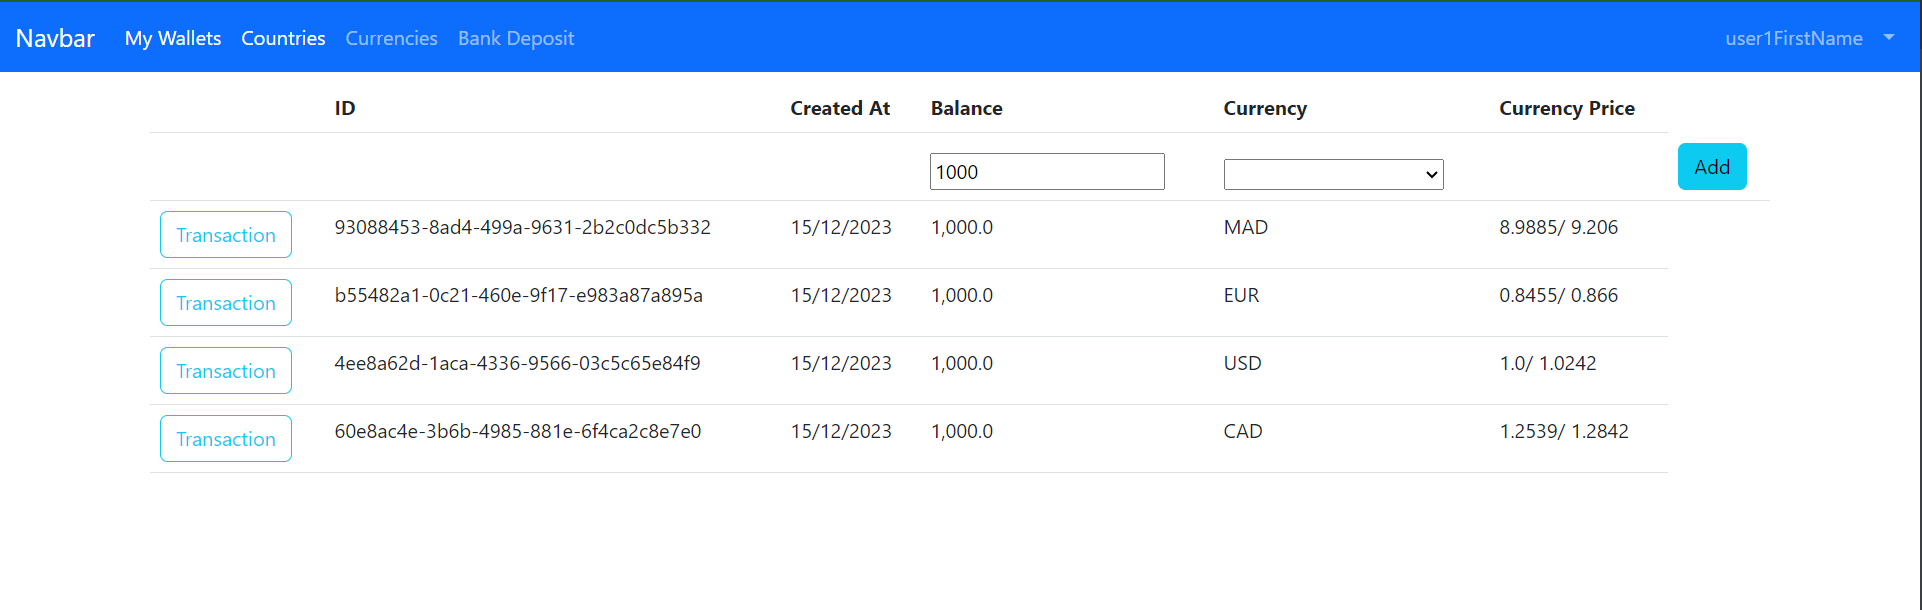 Navbar My Wallets Countries Currencies Bank Deposit user1FirstName
ID Created At Balance Currency Currency Price
1000 Add
Transaction 93088453-8ad4-499a-9631-2b2c0dc5b332 15/12/2023 1,000.0 MAD 8.9885/ 9.206
Transaction b55482a1-0c21-460e-9f17-e983a87a895a 15/12/2023 1,000.0 EUR 0.8455/ 0.866
Transaction 4ee8a62d-1aca-4336-9566-03c5c65e84f9 15/12/2023 1,000.0 USD 1.0/ 1.0242
Transaction 60e8ac4e-3b6b-4985-881e-6f4ca2c8e7e0 15/12/2023 1,000.0 CAD 1.2539/ 1.2842